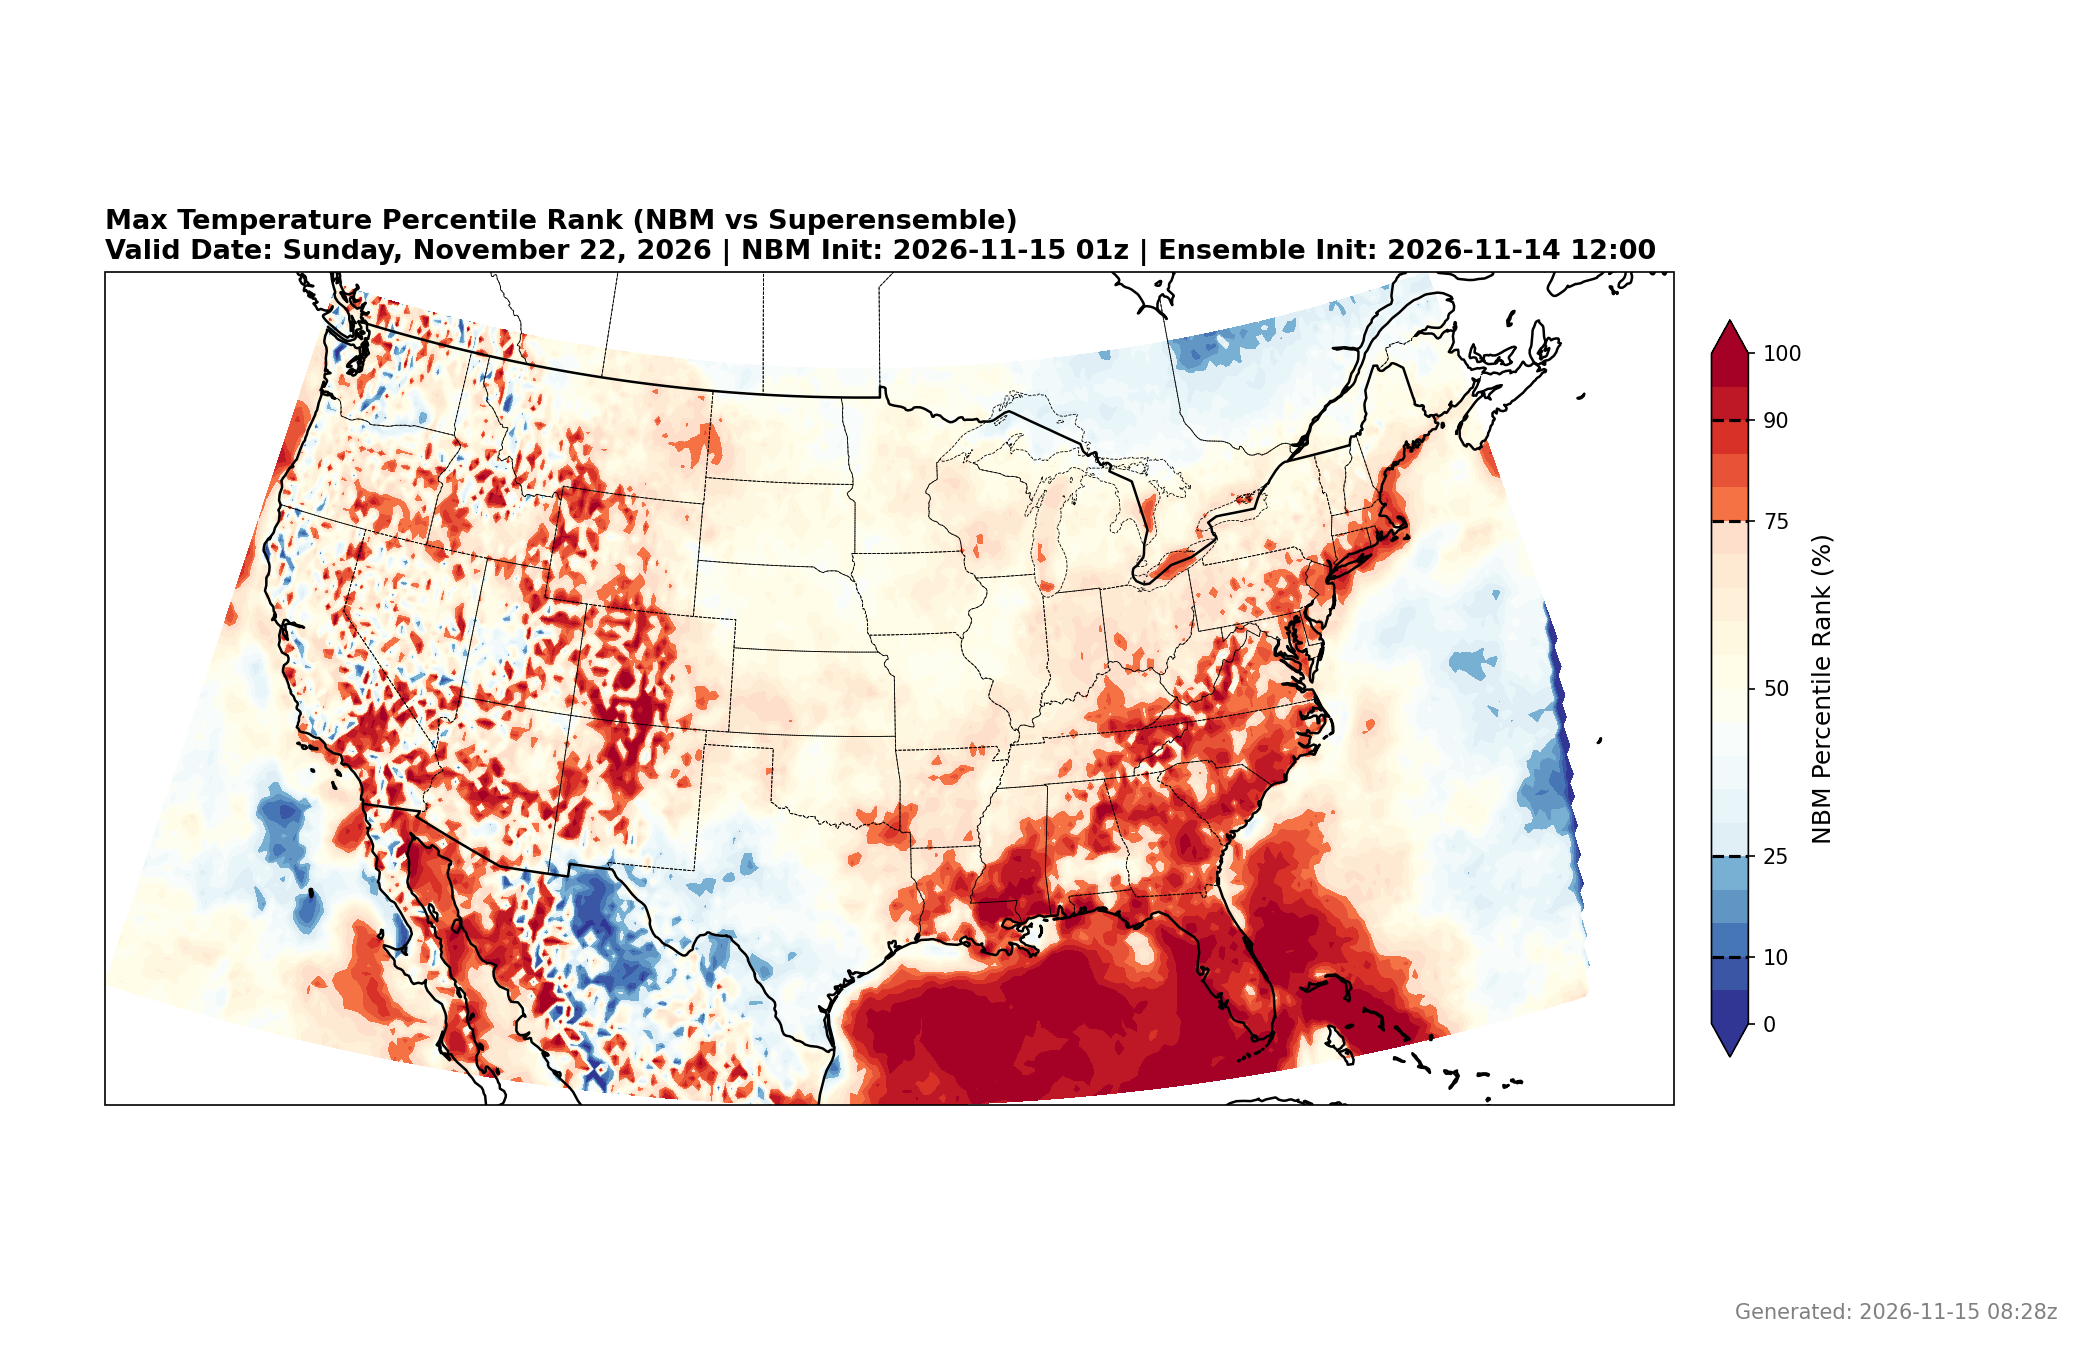 Max Temperature Percentile Rank (NBM vs Superensemble)
Valid Date: Sunday, November 22, 2026 | NBM Init: 2026-11-15 01z | Ensemble Init: 2026-11-14 12:00
100
90
75
50
25
10
0
NBM Percentile Rank (%)
Generated: 2026-11-15 08:28z